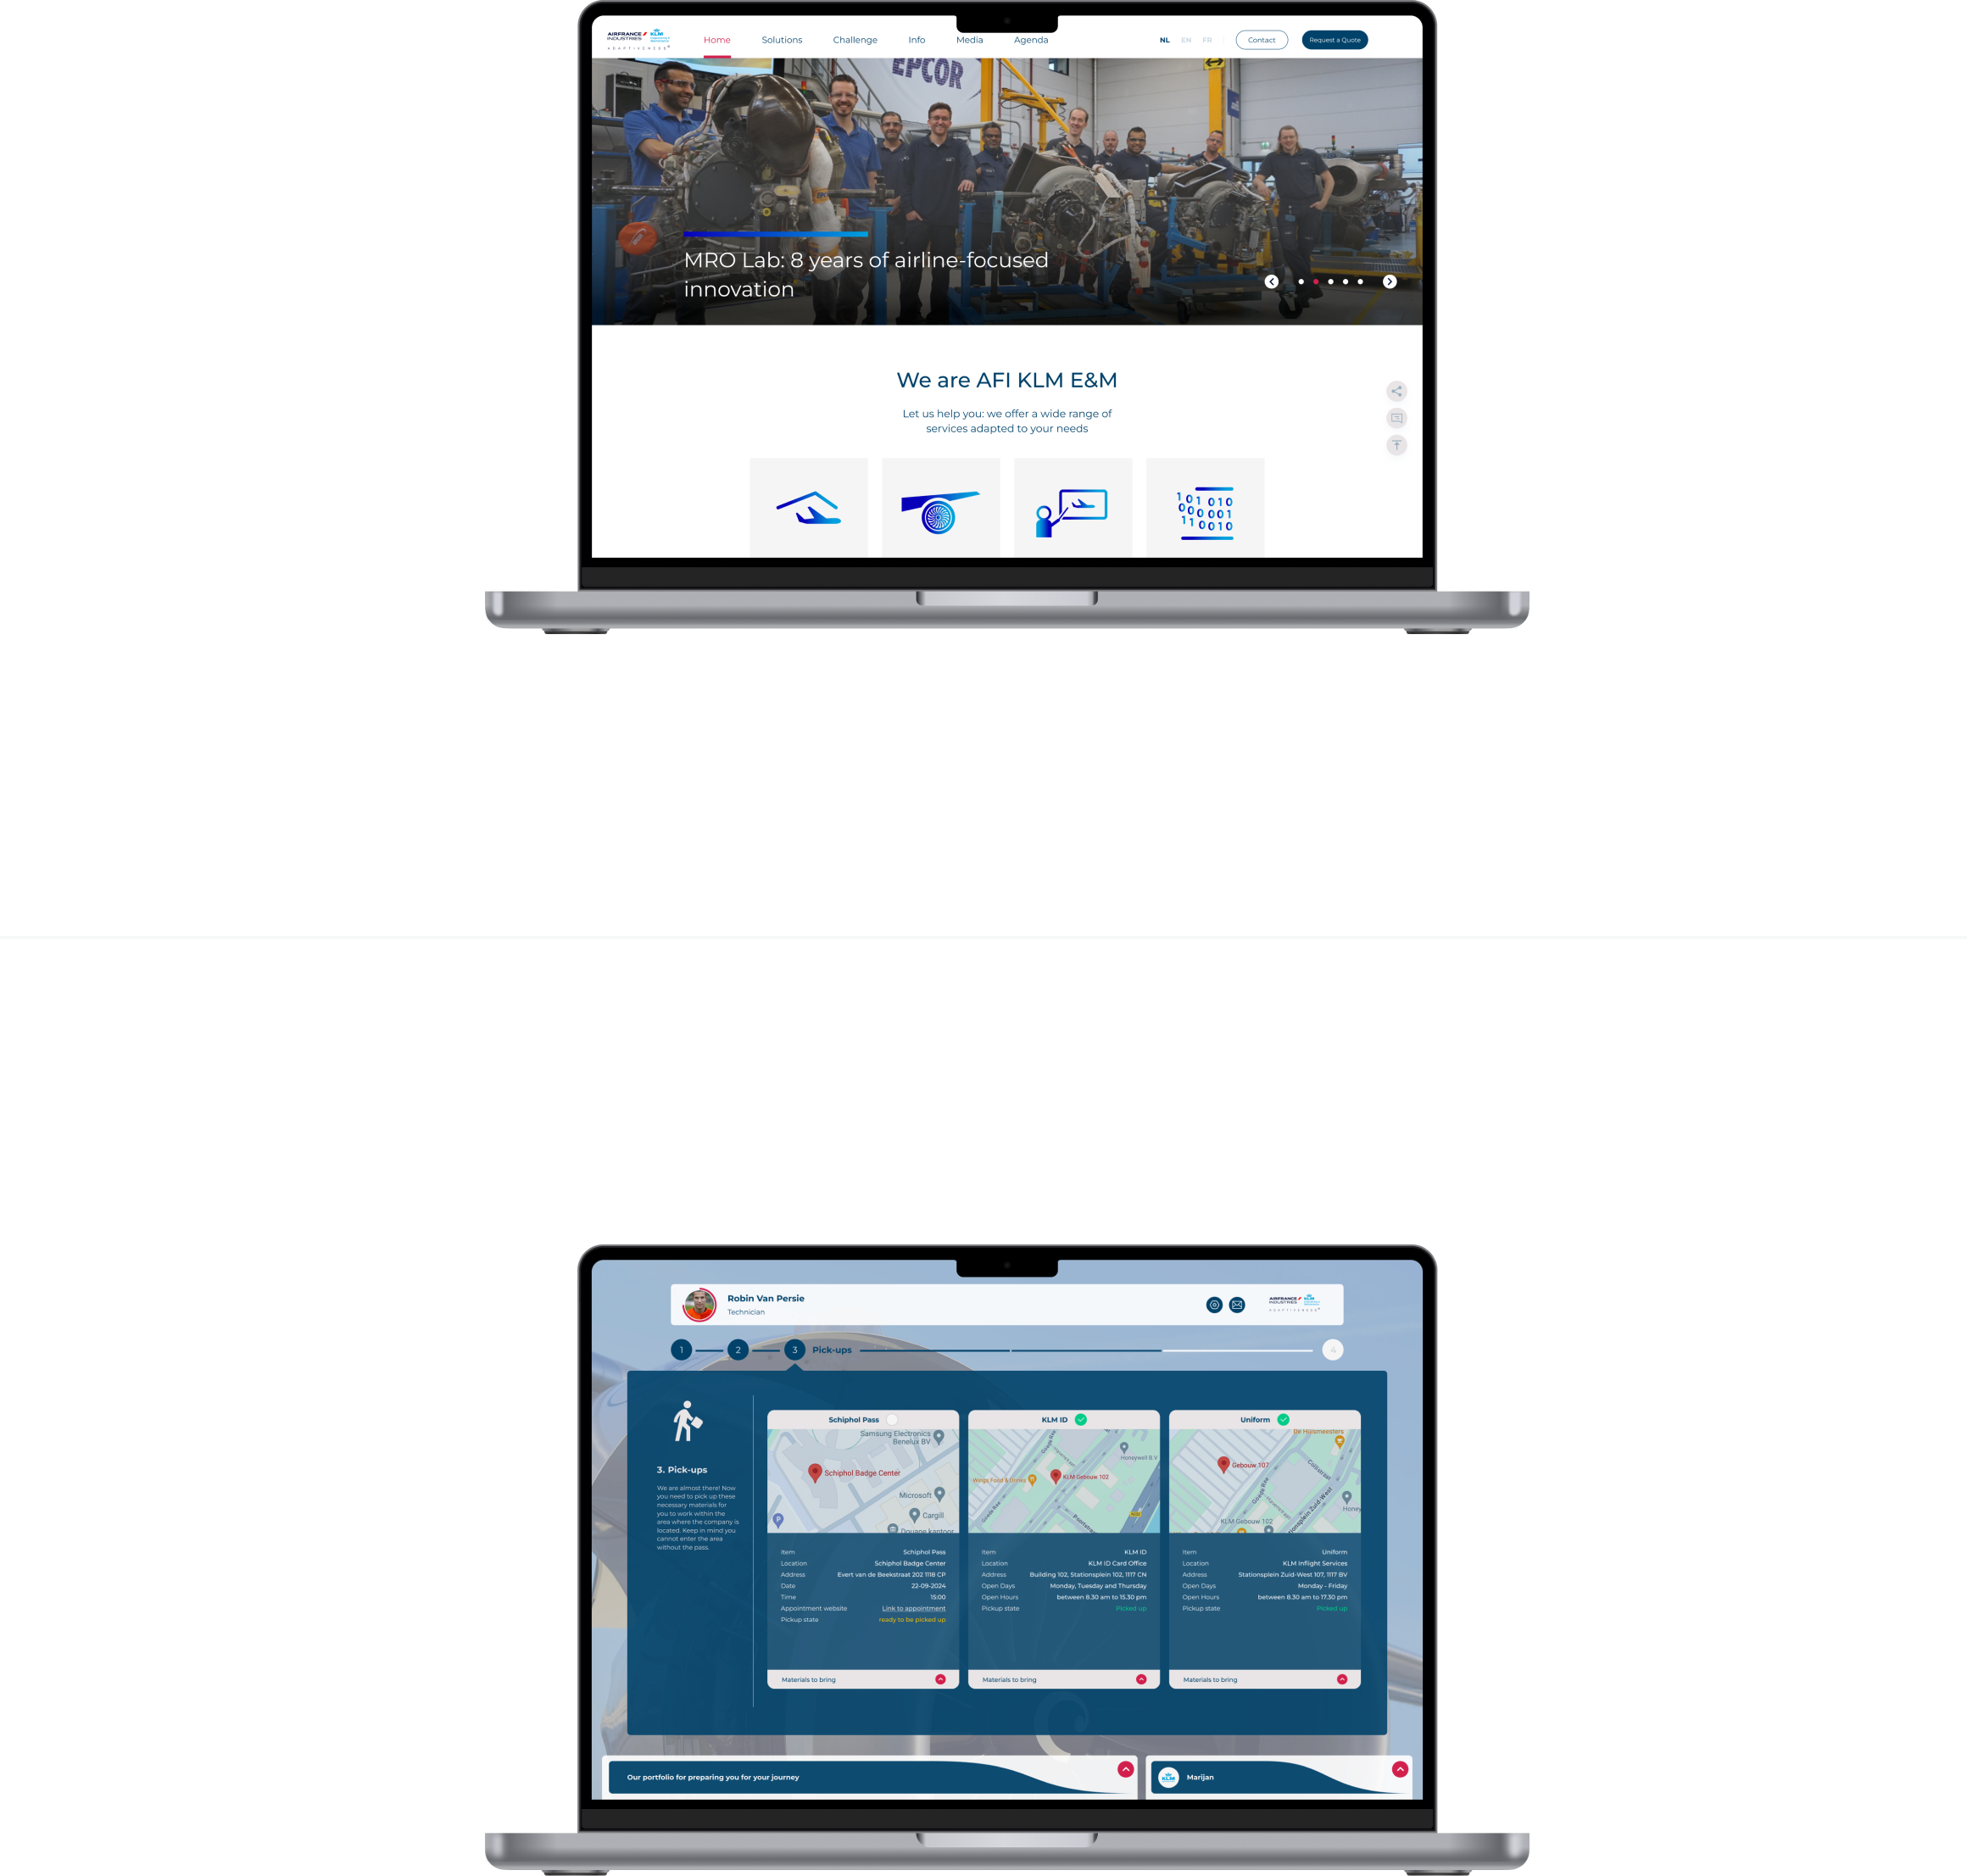 AIRFRANCE KLM
INDUSTRIES
ADAPTIVENESS®
Home Solutions Challenge Info Media Agenda
NL EN FR Contact Request a Quote
EPCOR
MRO Lab: 8 years of airline-focused
innovation
We are AFI KLM E&M
Let us help you: we offer a wide range of
services adapted to your needs
1 0 1 0 1 0
0 0 0 0 0 1
1 1 0 0 1 0
Robin Van Persie
Technician
AIRFRANCE KLM
INDUSTRIES
ADAPTIVENESS®
1 2 3 Pick-ups 4
3. Pick-ups
We are almost there! Now
you need to pick up these
necessary materials for
you to work within the
area where the company is
located. Keep in mind you
cannot enter the area
without the pass.
Schiphol Pass
Samsung Electronics
Benelux BV
Schiphol Badge Center
Microsoft
Cargill
P
Douane kantoor
Item Schiphol Pass
Location Schiphol Badge Center
Address Evert van de Beekstraat 202 1118 CP
Date 22-09-2024
Time 15:00
Appointment website Link to appointment
Pickup state ready to be picked up
Materials to bring
KLM ID
Honeywell B.V
Wings Food & Drinks
KLM Gebouw 102
Item KLM ID
Location KLM ID Card Office
Address Building 102, Stationsplein 102, 1117 CN
Open Days Monday, Tuesday and Thursday
Open Hours between 8.30 am to 15.30 pm
Pickup state Picked up
Materials to bring
Uniform
De Huismeesters
Gebouw 107
Honey
KLM Gebouw 102
Item Uniform
Location KLM Inflight Services
Address Stationsplein Zuid-West 107, 1117 BV
Open Days Monday - Friday
Open Hours between 8.30 am to 17.30 pm
Pickup state Picked up
Materials to bring
Our portfolio for preparing you for your journey
KLM
Marijan